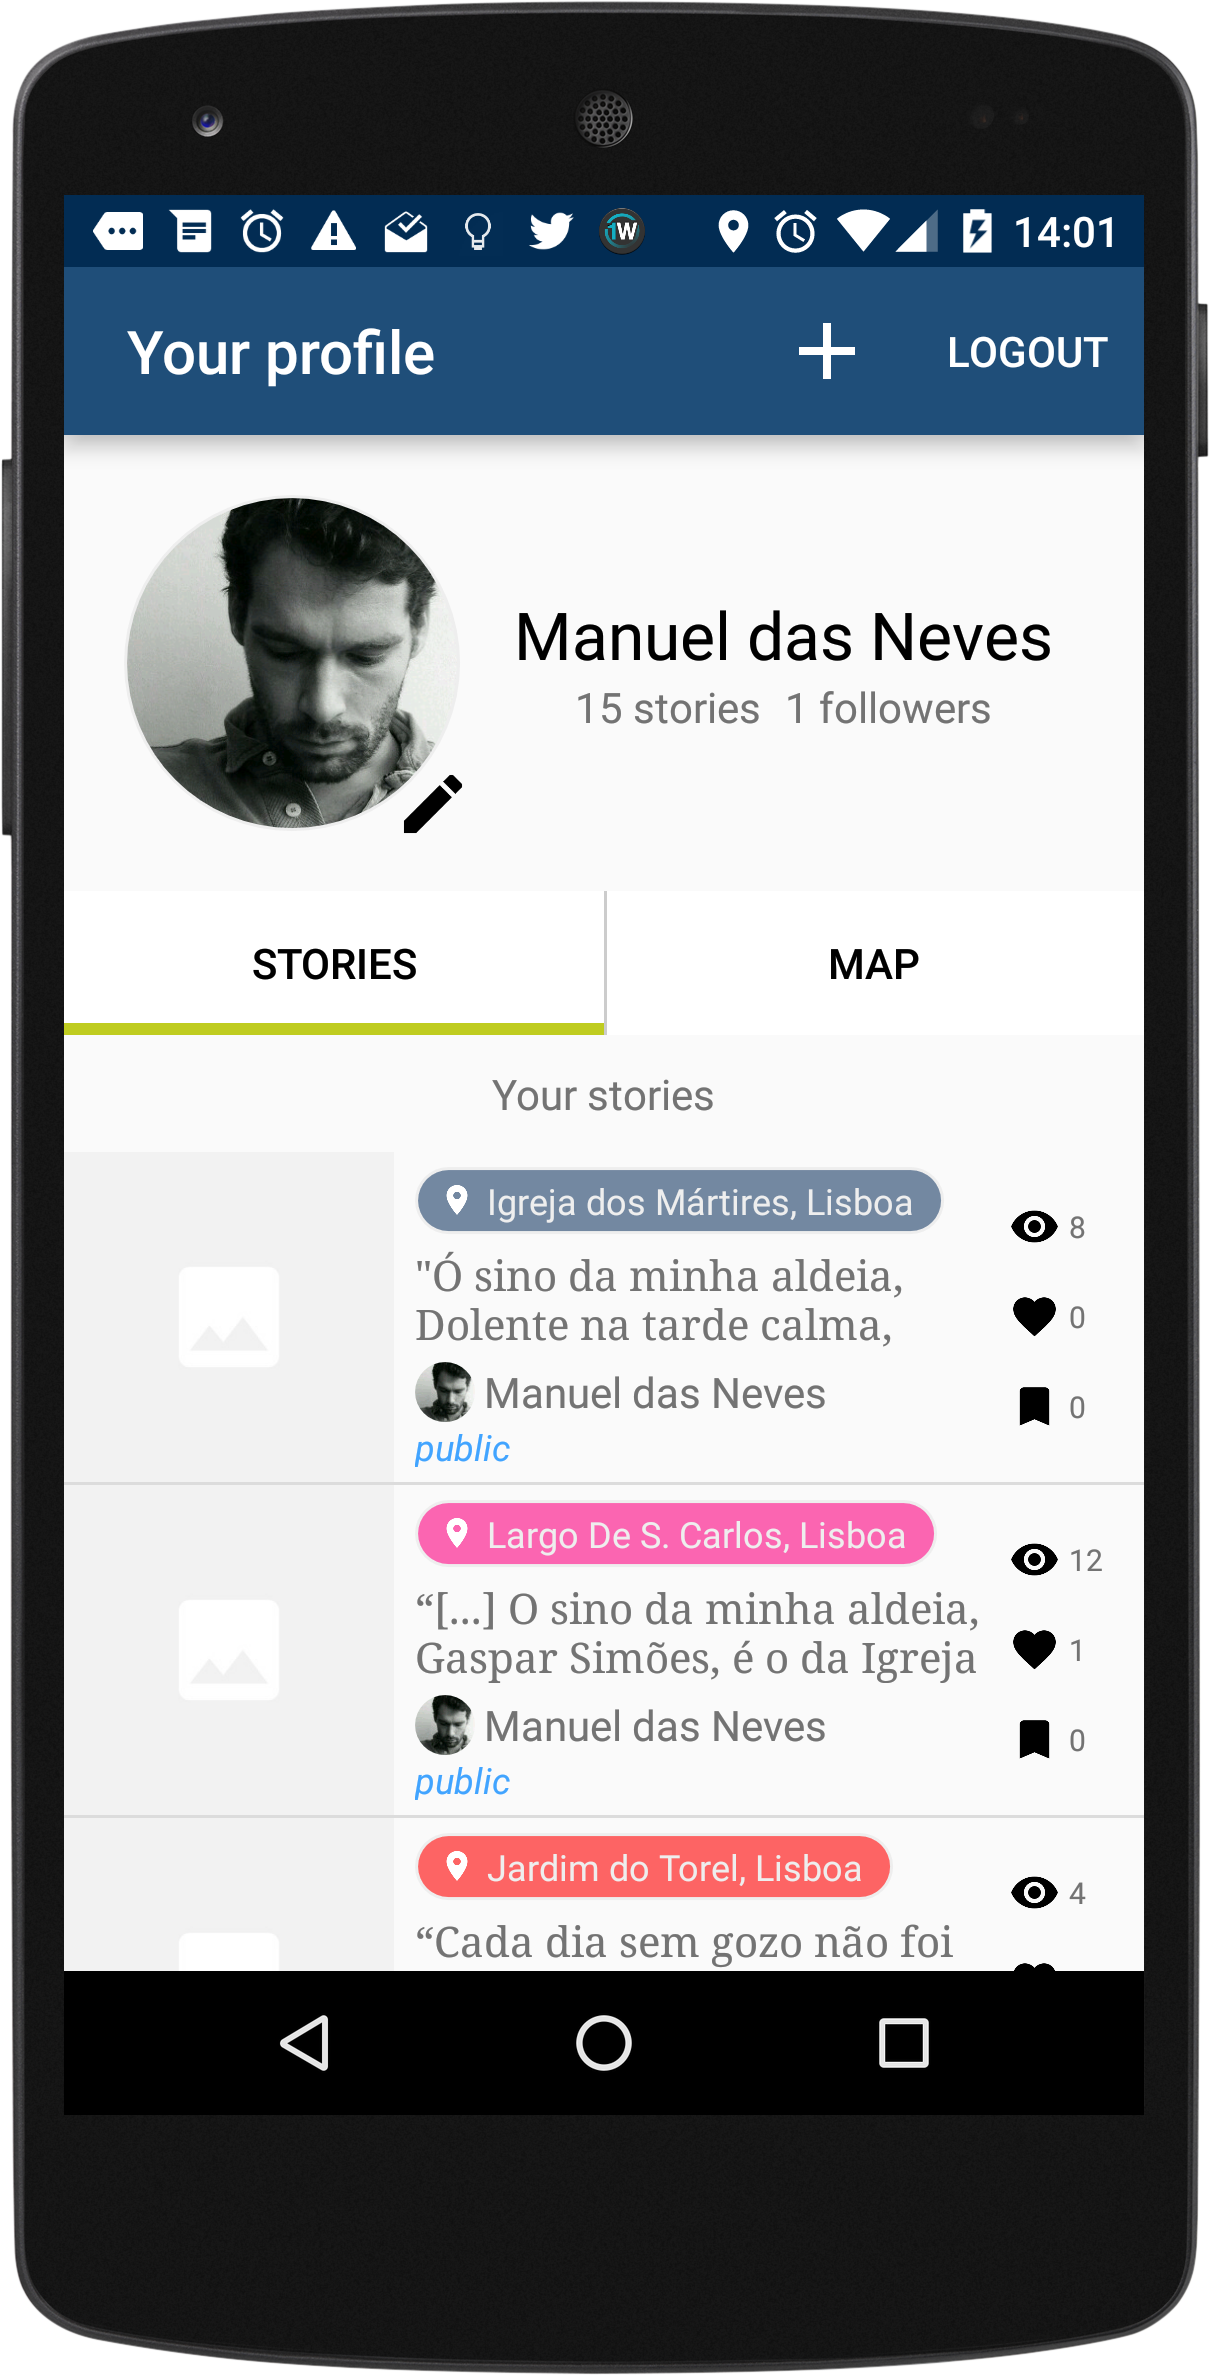 1W
14:01
Your profile
LOGOUT
Manuel das Neves
15 stories 1 followers
STORIES
MAP
Your stories
Igreja dos Mártires, Lisboa
8
"Ó sino da minha aldeia,
Dolente na tarde calma,
0
Manuel das Neves
0
public
Largo De S. Carlos, Lisboa
12
“[...] O sino da minha aldeia,
Gaspar Simões, é o da Igreja
1
Manuel das Neves
0
public
Jardim do Torel, Lisboa
4
“Cada dia sem gozo não foi